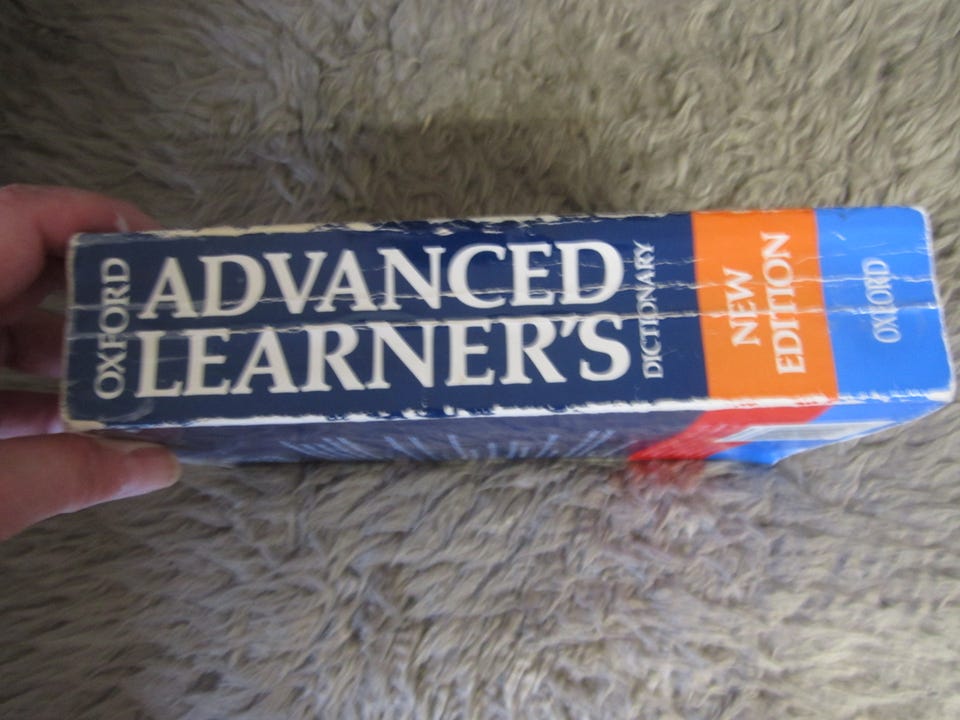 OXFORD
ADVANCED
LEARNER'S
DICTIONARY
NEW
EDITION
OXFORD